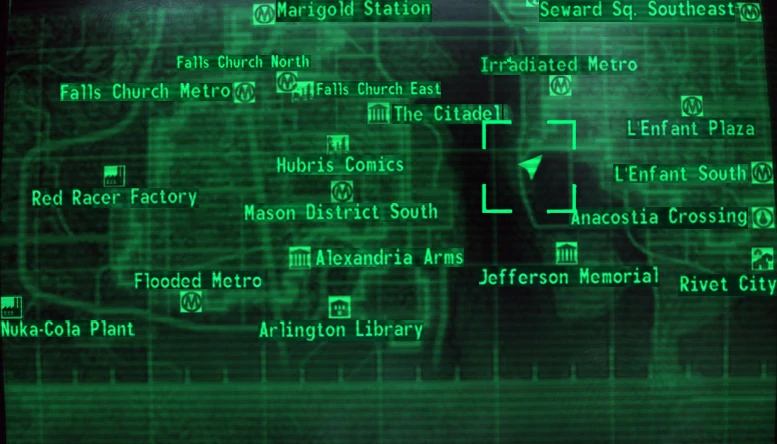 Marigold Station
Seward Sq. Southeast
Falls Church North
Irradiated Metro
Falls Church Metro
Falls Church East
The Citadel
L'Enfant Plaza
Hubris Comics
L'Enfant South
Red Racer Factory
Mason District South
Anacostia Crossing
Alexandria Arms
Jefferson Memorial
Flooded Metro
Rivet City
Nuka-Cola Plant
Arlington Library